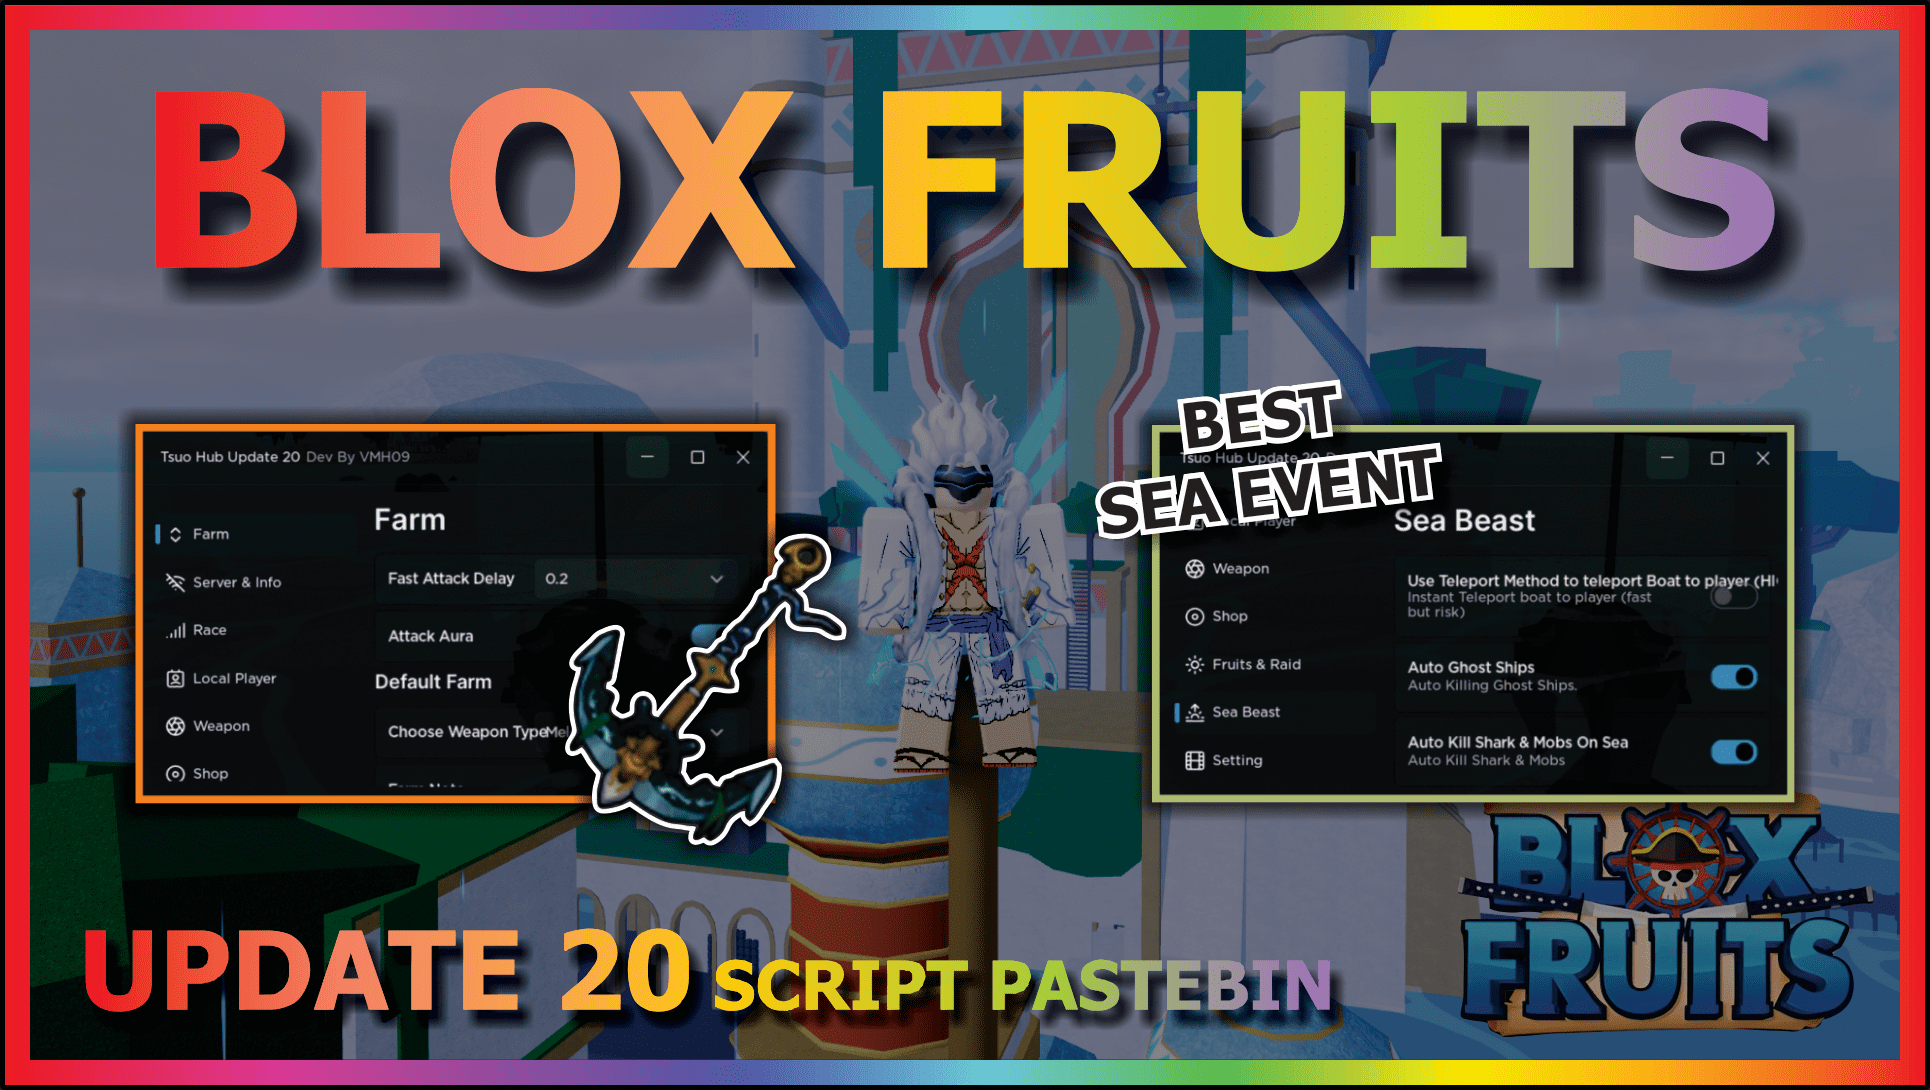 BLOX FRUITS
Tsuo Hub Update 20 Dev By VMH09
Farm
Server & Info
Race
Local Player
Weapon
Shop
Farm
Fast Attack Delay 0.2
Attack Aura
Default Farm
Choose Weapon Type
BEST
SEA EVENT
Tsuo Hub Update 20
Player
Weapon
Shop
Fruits & Raid
Sea Beast
Setting
Sea Beast
Use Teleport Method to teleport Boat to player
Instant Teleport boat to player (fast
but risk)
Auto Ghost Ships
Auto Killing Ghost Ships.
Auto Kill Shark & Mobs On Sea
Auto Kill Shark & Mobs
BLOX
FRUITS
UPDATE 20 SCRIPT PASTEBIN